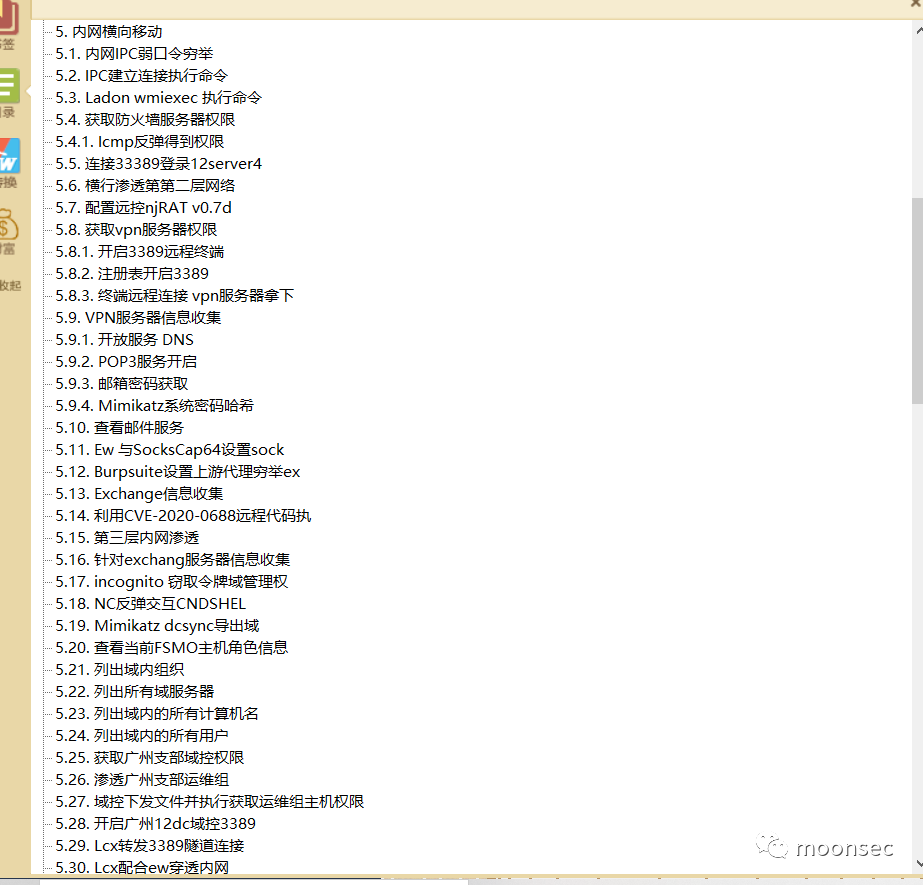 5. 内网横向移动
签
5.1. 内网IPC弱口令穷举
5.2. IPC建立连接执行命令
5.3. Ladon wmiexec 执行命令
录
5.4. 获取防火墙服务器权限
5.4.1. Icmp反弹得到权限
5.5. 连接33389登录12server4
W
换
5.6. 横行渗透第第二层网络
5.7. 配置远控njRAT v0.7d
5.8. 获取vpn服务器权限
富
5.8.1. 开启3389远程终端
5.8.2. 注册表开启3389
收起
5.8.3. 终端远程连接 vpn服务器拿下
5.9. VPN服务器信息收集
5.9.1. 开放服务 DNS
5.9.2. POP3服务开启
5.9.3. 邮箱密码获取
5.9.4. Mimikatz系统密码哈希
5.10. 查看邮件服务
5.11. Ew 与SocksCap64设置sock
5.12. Burpsuite设置上游代理穷举ex
5.13. Exchange信息收集
5.14. 利用CVE-2020-0688远程代码执
5.15. 第三层内网渗透
5.16. 针对exchang服务器信息收集
5.17. incognito 窃取令牌域管理权
5.18. NC反弹交互CNDSHEL
5.19. Mimikatz dcsync导出域
5.20. 查看当前FSMO主机角色信息
5.21. 列出域内组织
5.22. 列出所有域服务器
5.23. 列出域内的所有计算机名
5.24. 列出域内的所有用户
5.25. 获取广州支部域控权限
5.26. 渗透广州支部运维组
5.27. 域控下发文件并执行获取运维组主机权限
5.28. 开启广州12dc域控3389
5.29. Lcx转发3389隧道连接
5.30. Lcx配合ew穿透内网
moonsec